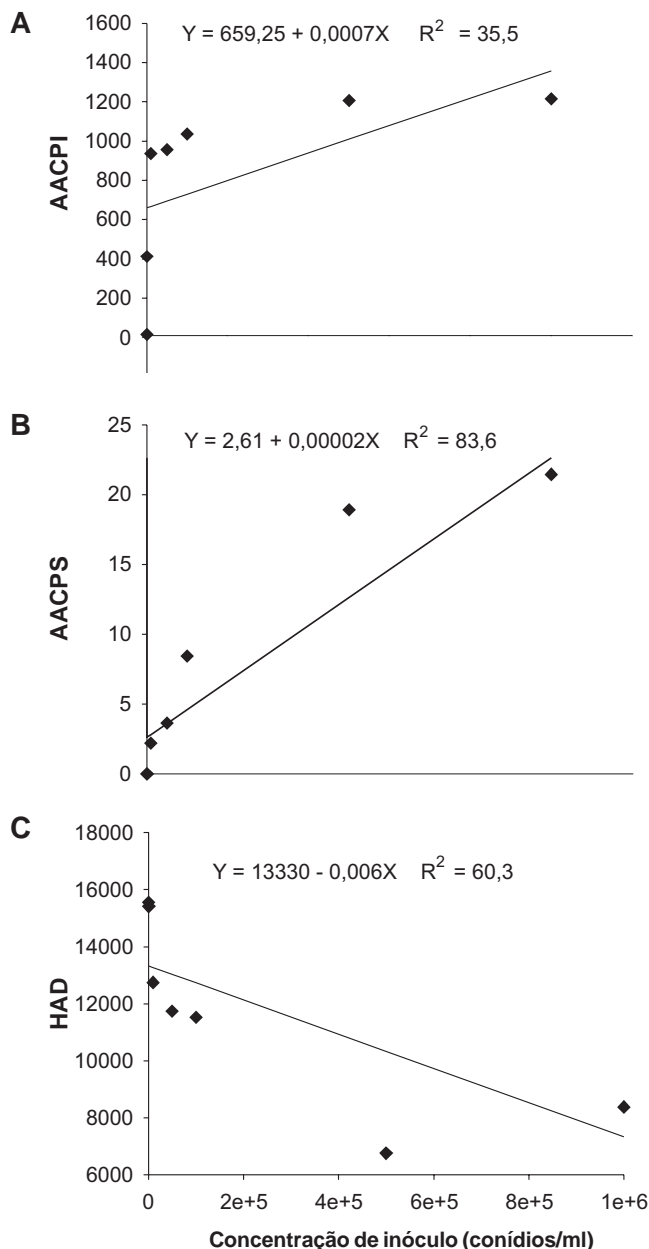 A
Y = 659,25 + 0,0007X R² = 35,5
AACPI
1600
1400
1200
1000
800
600
400
200
0
B
Y = 2,61 + 0,00002X R² = 83,6
AACPS
25
20
15
10
5
0
C
Y = 13330 - 0,006X R² = 60,3
HAD
18000
16000
14000
12000
10000
8000
6000
0 2e+5 4e+5 6e+5 8e+5 1e+6
Concentração de inóculo (conídios/ml)